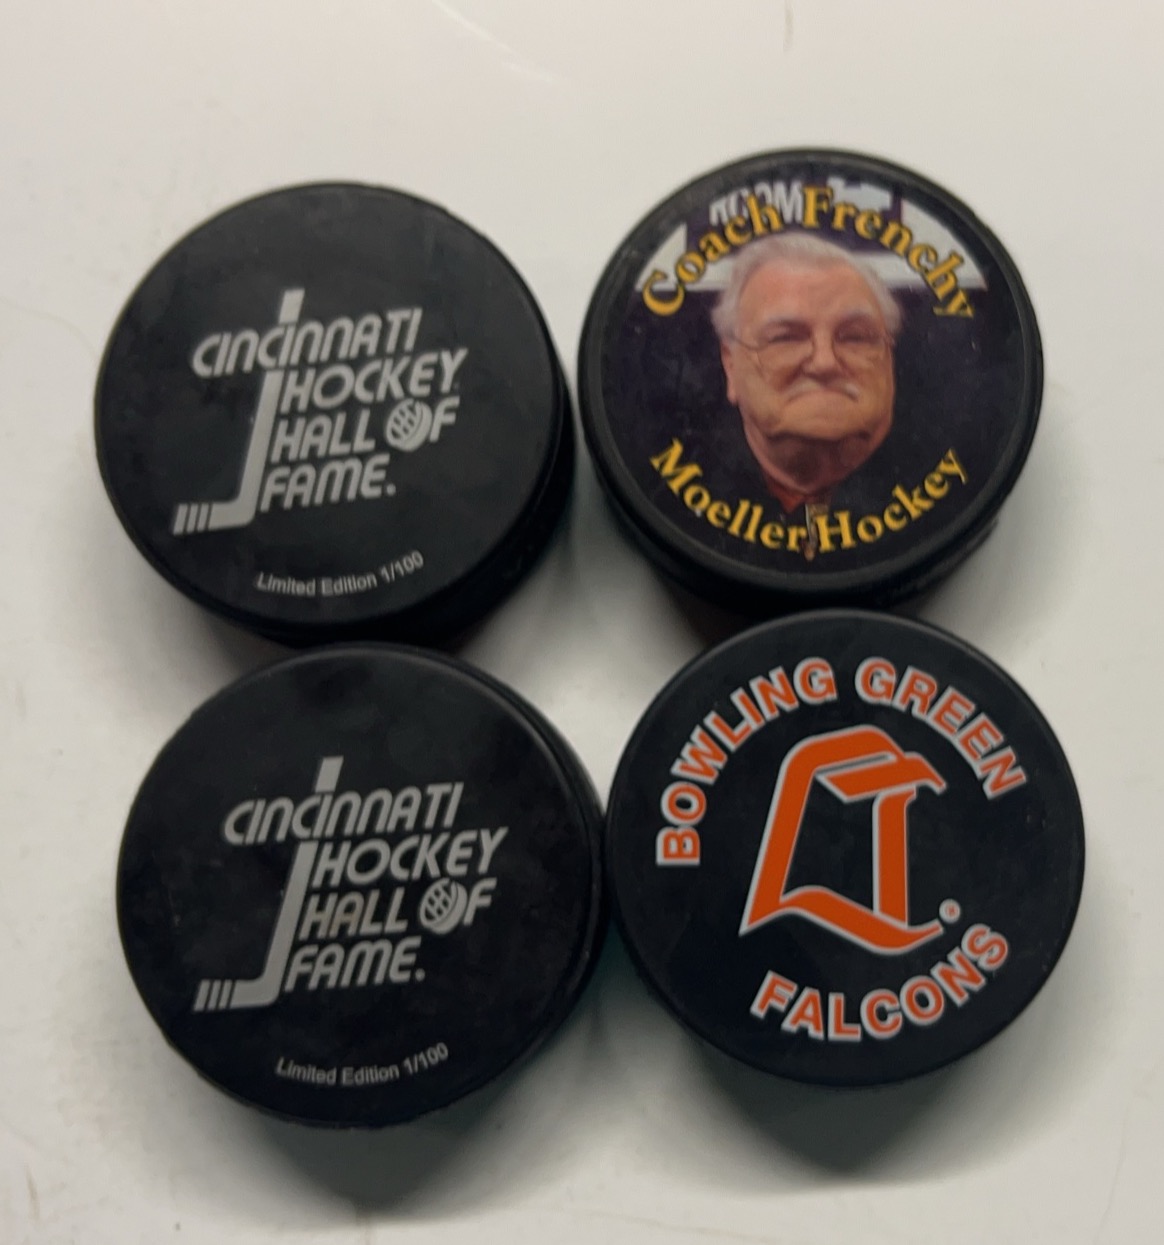 CINCINNATI
HOCKEY
HALL OF
FAME.
Limited Edition 1/100
Coach Frenchy
Moeller Hockey
CINCINNATI
HOCKEY
HALL OF
FAME.
Limited Edition 1/100
BOWLING GREEN
®
FALCONS